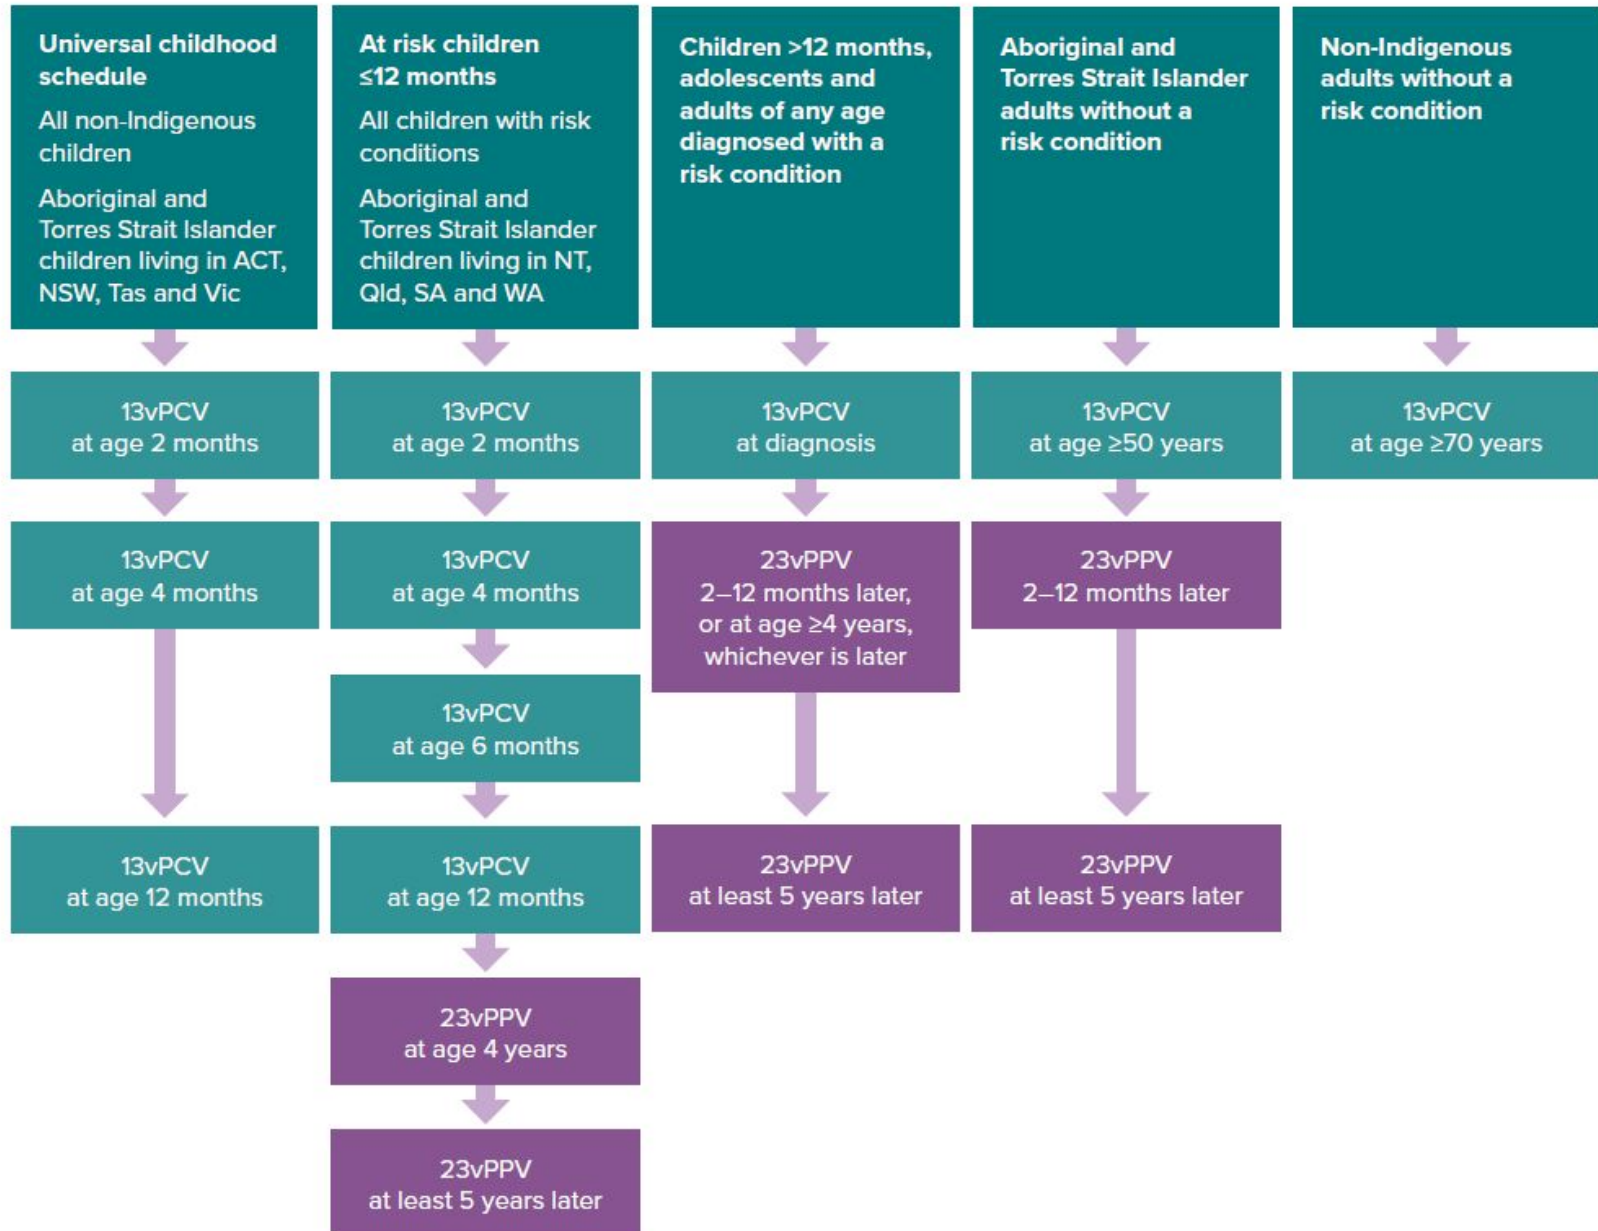 Universal childhood
schedule
All non-Indigenous
children
Aboriginal and
Torres Strait Islander
children living in ACT,
NSW, Tas and Vic
At risk children
≤12 months
All children with risk
conditions
Aboriginal and
Torres Strait Islander
children living in NT,
Qld, SA and WA
Children >12 months,
adolescents and
adults of any age
diagnosed with a
risk condition
Aboriginal and
Torres Strait Islander
adults without a
risk condition
Non-Indigenous
adults without a
risk condition
13vPCV
at age 2 months
13vPCV
at age 2 months
13vPCV
at diagnosis
13vPCV
at age ≥50 years
13vPCV
at age ≥70 years
13vPCV
at age 4 months
13vPCV
at age 4 months
23vPPV
2–12 months later,
or at age ≥4 years,
whichever is later
23vPPV
2–12 months later
13vPCV
at age 6 months
13vPCV
at age 12 months
13vPCV
at age 12 months
23vPPV
at least 5 years later
23vPPV
at least 5 years later
23vPPV
at age 4 years
23vPPV
at least 5 years later